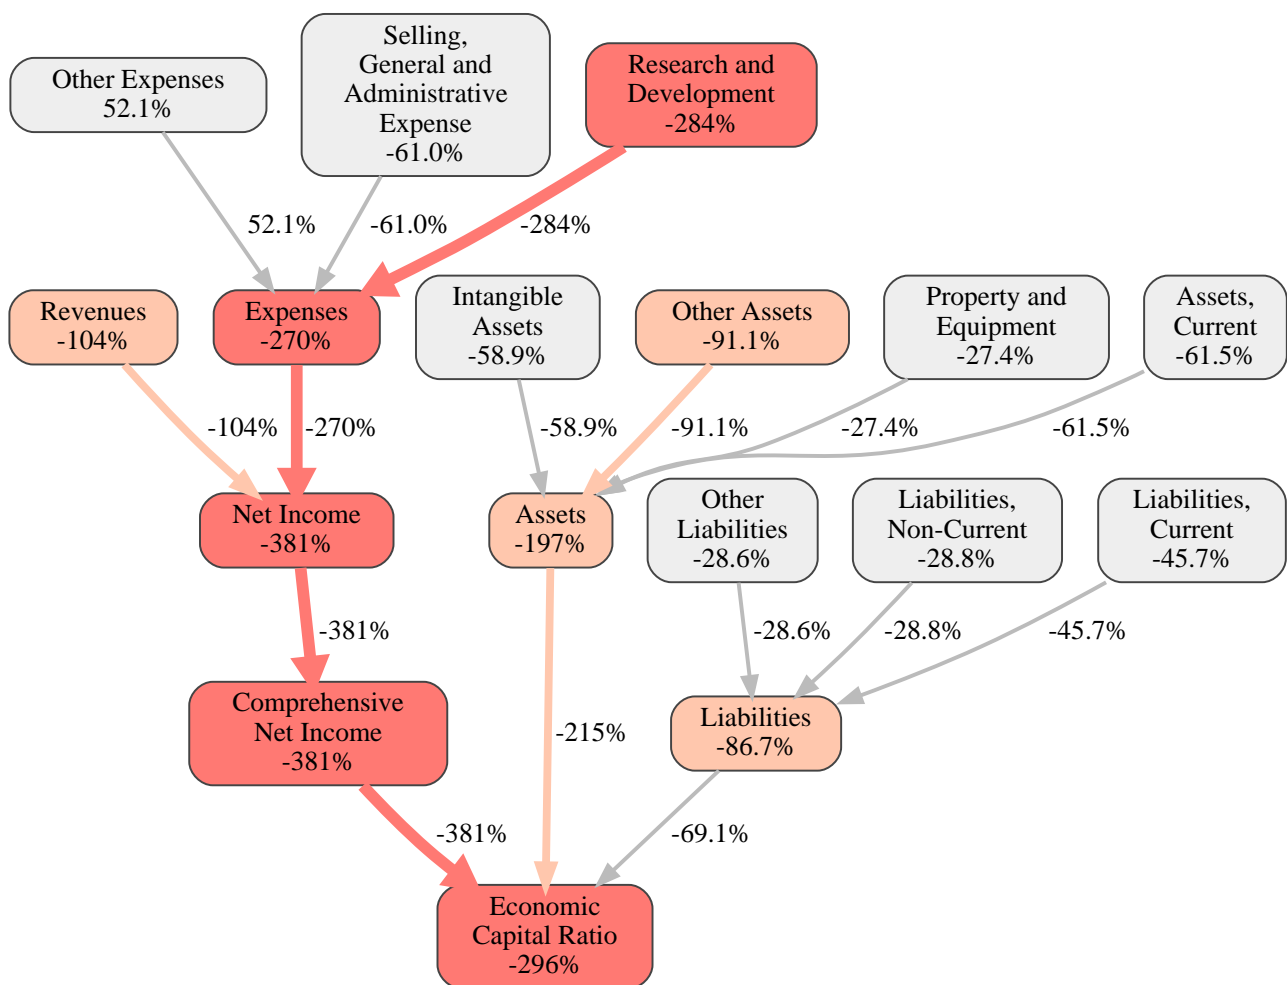 Selling,
General and
Administrative
Expense
-61.0%
Other Expenses
52.1%
Research and
Development
-284%
52.1%
-61.0%
-284%
Revenues
-104%
Expenses
-270%
Intangible
Assets
-58.9%
Other Assets
-91.1%
Property and
Equipment
-27.4%
Assets,
Current
-61.5%
-104%
-270%
-58.9%
-91.1%
-27.4%
-61.5%
Net Income
-381%
Assets
-197%
Other
Liabilities
-28.6%
Liabilities,
Non-Current
-28.8%
Liabilities,
Current
-45.7%
-381%
-28.6%
-28.8%
-45.7%
Comprehensive
Net Income
-381%
-215%
Liabilities
-86.7%
-381%
-69.1%
Economic
Capital Ratio
-296%